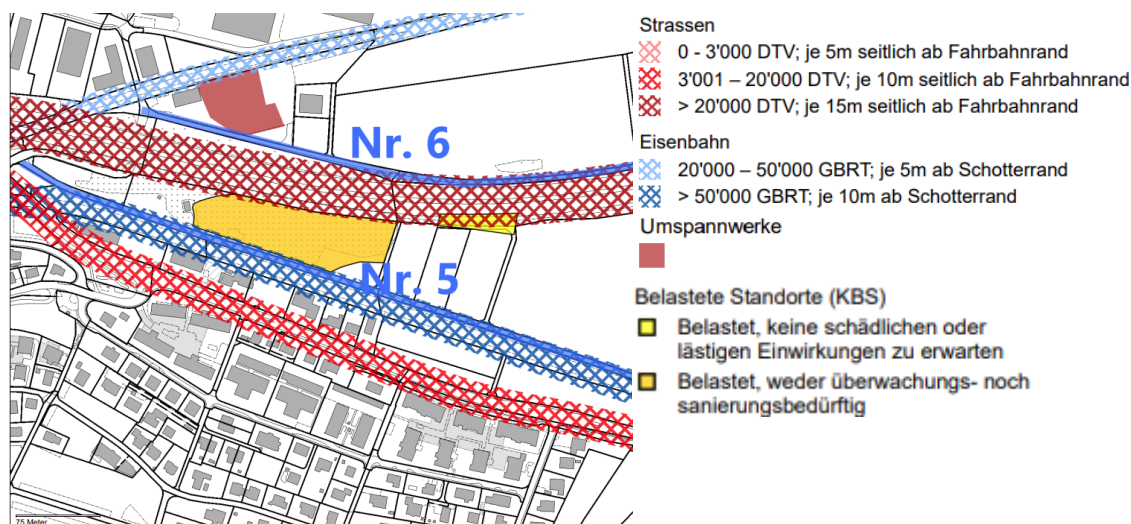 Nr. 6
Nr. 5
75 Meter
Strassen
0 - 3'000 DTV; je 5m seitlich ab Fahrbahnrand
3'001 – 20'000 DTV; je 10m seitlich ab Fahrbahnrand
> 20'000 DTV; je 15m seitlich ab Fahrbahnrand
Eisenbahn
20'000 – 50'000 GBRT; je 5m ab Schotterrand
> 50'000 GBRT; je 10m ab Schotterrand
Umspannwerke
Belastete Standorte (KBS)
Belastet, keine schädlichen oder
lästigen Einwirkungen zu erwarten
Belastet, weder überwachungs- noch
sanierungsbedürftig